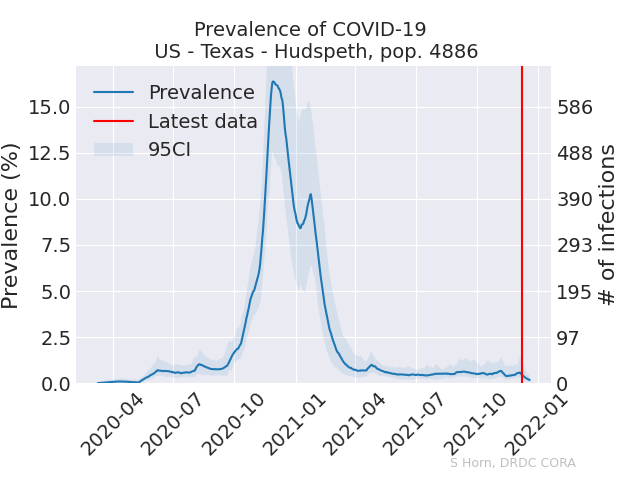 Prevalence of COVID-19
US - Texas - Hudspeth, pop. 4886
Prevalence
Latest data
95CI
Prevalence (%)
15.0
12.5
10.0
7.5
5.0
2.5
0.0
586
488
390
293
195
97
0
# of infections
2020-04
2020-07
2020-10
2021-01
2021-04
2021-07
2021-10
2022-01
S Horn, DRDC CORA